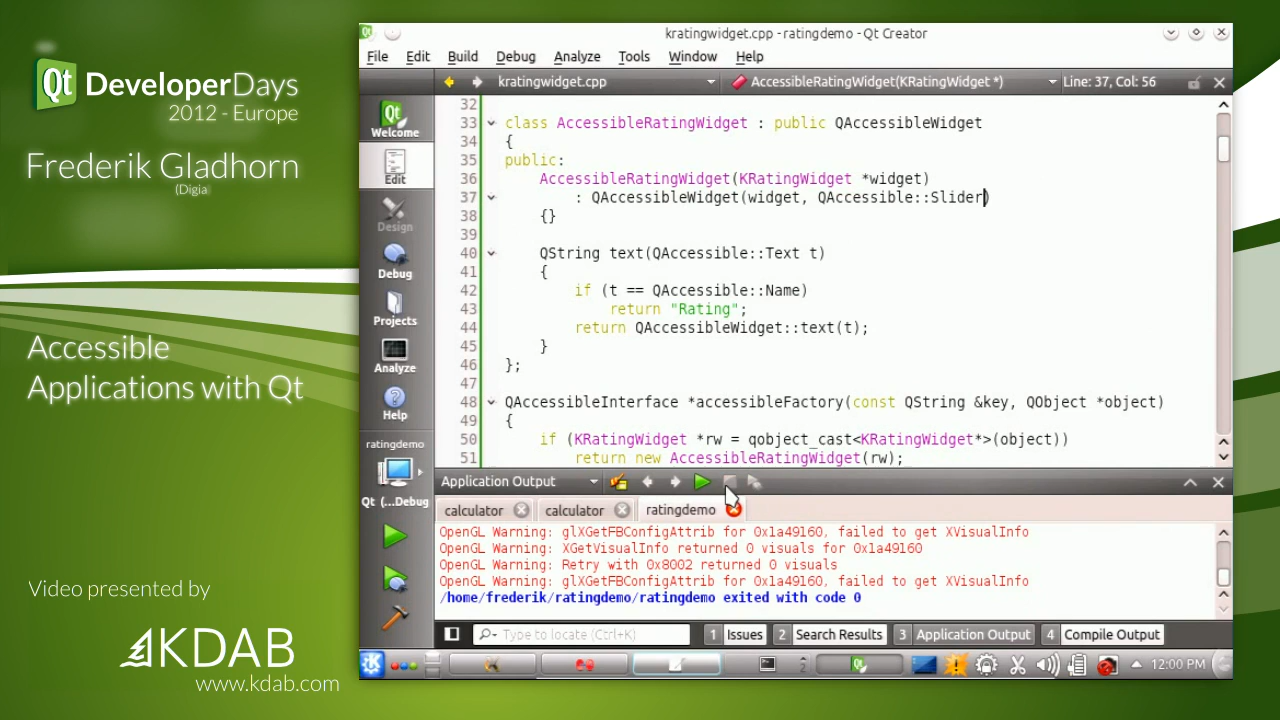 Qt DeveloperDays
2012 - Europe
Frederik Gladhorn
(Digia
Accessible
Applications with Qt
Video presented by
KDAB
www.kdab.com
kratingwidget.cpp - ratingdemo - Qt Creator
File Edit Build Debug Analyze Tools Window Help
kratingwidget.cpp AccessibleRatingWidget(KRatingWidget *) Line: 37, Col: 56
Qt
Welcome
Edit
Design
Debug
Projects
Analyze
Help
ratingdemo
Qt (...Debug
32
33 class AccessibleRatingWidget : public QAccessibleWidget
34 {
35 public:
36     AccessibleRatingWidget(KRatingWidget *widget)
37         : QAccessibleWidget(widget, QAccessible::Slider)
38     {}
39
40     QString text(QAccessible::Text t)
41     {
42         if (t == QAccessible::Name)
43             return "Rating";
44         return QAccessibleWidget::text(t);
45     }
46 };
47
48 QAccessibleInterface *accessibleFactory(const QString &key, QObject *object)
49 {
50     if (KRatingWidget *rw = qobject_cast<KRatingWidget*>(object))
51         return new AccessibleRatingWidget(rw);
Application Output
calculator calculator ratingdemo
OpenGL Warning: glXGetFBConfigAttrib for 0x1a49160, failed to get XVisualInfo
OpenGL Warning: XGetVisualInfo returned 0 visuals for 0x1a49160
OpenGL Warning: Retry with 0x8002 returned 0 visuals
OpenGL Warning: glXGetFBConfigAttrib for 0x1a49160, failed to get XVisualInfo
/home/frederik/ratingdemo/ratingdemo exited with code 0
Type to locate (Ctrl+K) 1 Issues 2 Search Results 3 Application Output 4 Compile Output
12:00 PM